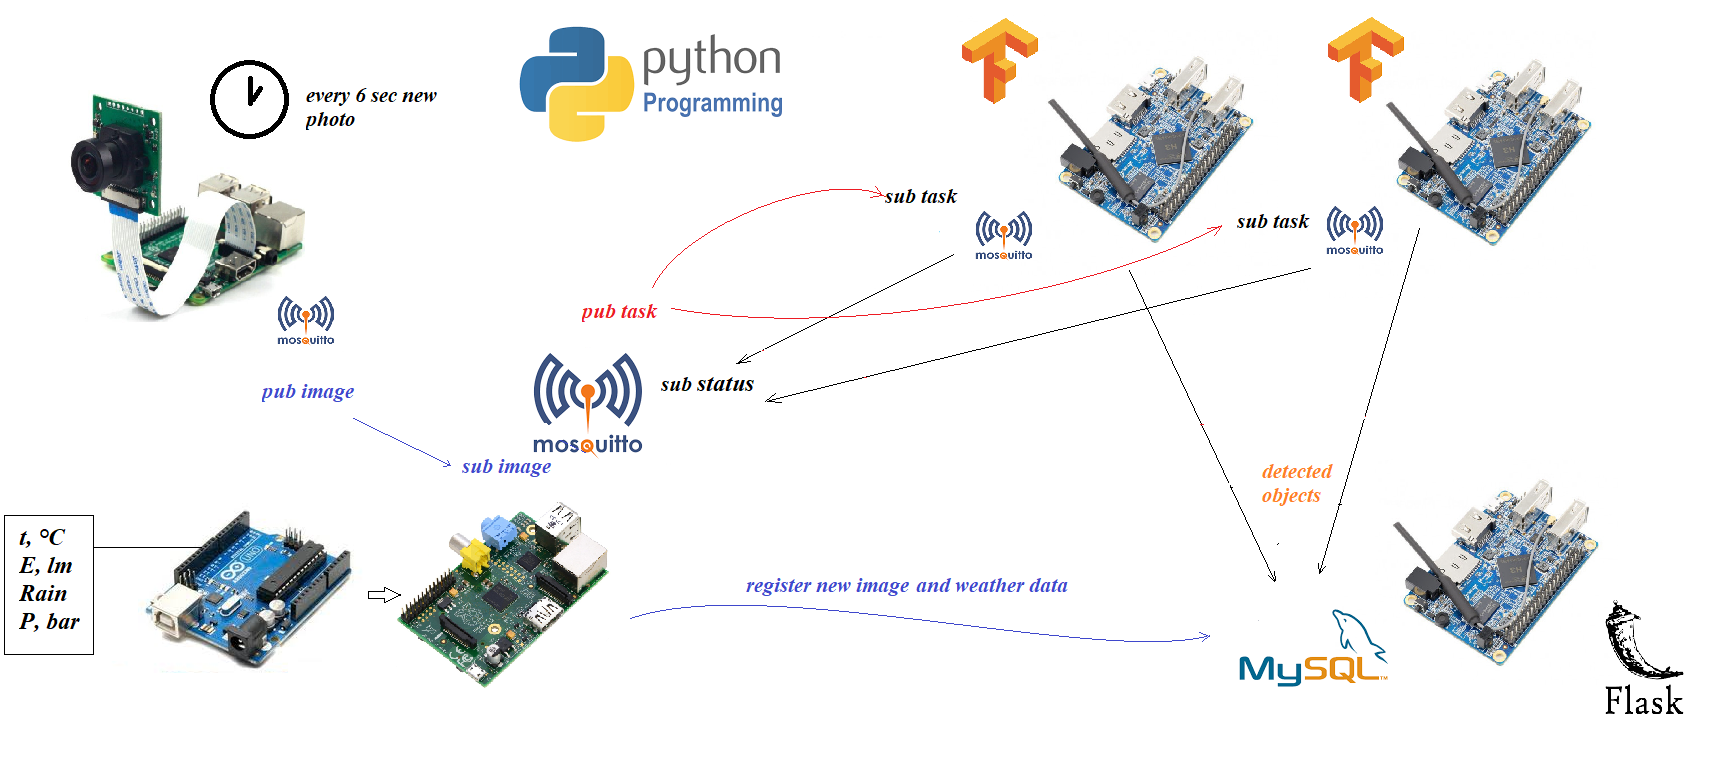 every 6 sec new
photo
python
Programming
sub task
mosquitto
sub task
mosquitto
mosquitto
pub task
pub image
sub status
mosquitto
sub image
detected
objects
t, °C
E, lm
Rain
P, bar
UNO
register new image and weather data
MySQL
Flask